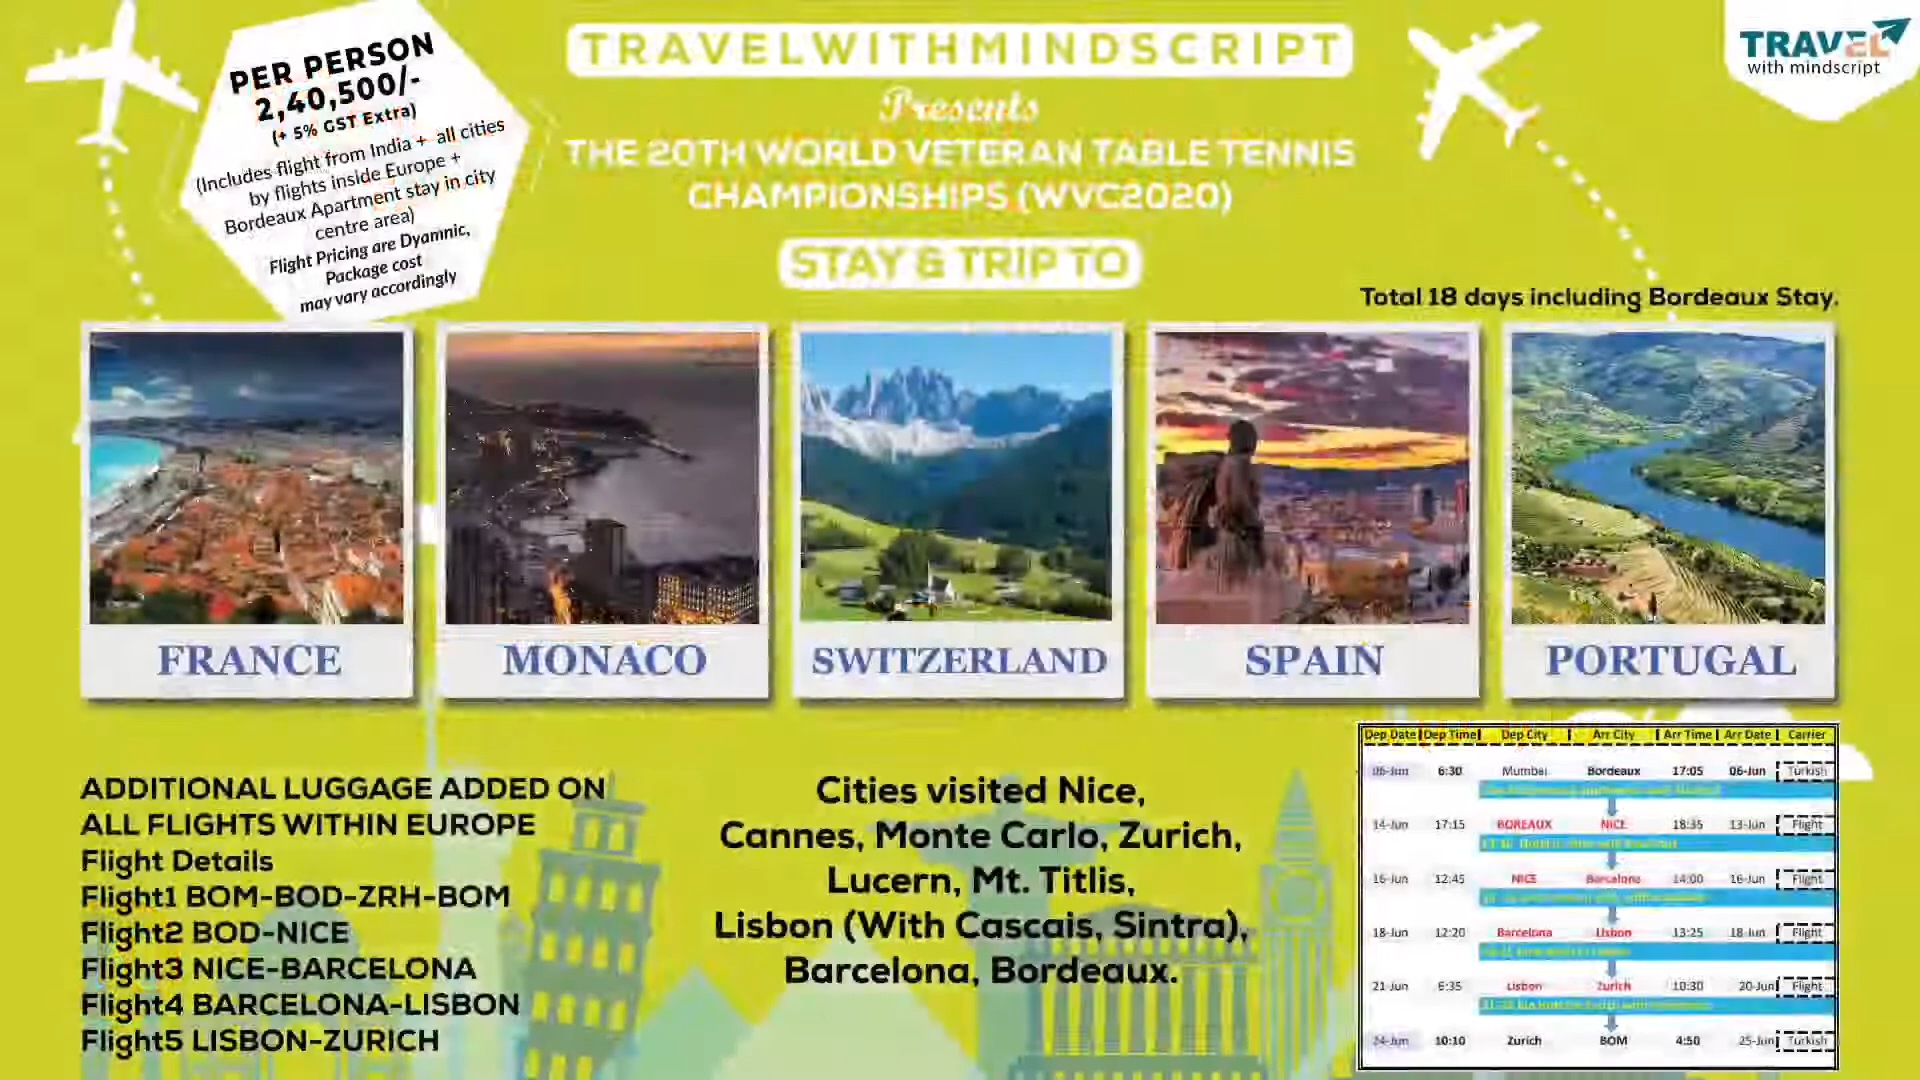 PER PERSON
2,40,500/-
(+ 5% GST Extra)
(Includes flight from India + all cities
by flights inside Europe +
Bordeaux Apartment stay in city
centre area)
Flight Pricing are Dyamnic,
Package cost
may vary accordingly
TRAVELWITHMINDSCRIPT
Presents
THE 20TH WORLD VETERAN TABLE TENNIS
CHAMPIONSHIPS (WVC2020)
STAY & TRIP TO
TRAVEL
with mindscript
Total 18 days including Bordeaux Stay.
FRANCE
MONACO
SWITZERLAND
SPAIN
PORTUGAL
ADDITIONAL LUGGAGE ADDED ON
ALL FLIGHTS WITHIN EUROPE
Flight Details
Flight1 BOM-BOD-ZRH-BOM
Flight2 BOD-NICE
Flight3 NICE-BARCELONA
Flight4 BARCELONA-LISBON
Flight5 LISBON-ZURICH
Cities visited Nice,
Cannes, Monte Carlo, Zurich,
Lucern, Mt. Titlis,
Lisbon (With Cascais, Sintra),
Barcelona, Bordeaux.
Dep Date Dep Time Dep City Arr City Arr Time Arr Date Carrier
06-Jun 6:30 Mumbai Bordeaux 17:05 06-Jun Turkish
14-Jun 17:15 BOREAUX NICE 18:35 13-Jun Flight
16-Jun 12:45 NICE Barcelona 14:00 16-Jun Flight
18-Jun 12:20 Barcelona Lisbon 13:25 18-Jun Flight
21-Jun 6:35 Lisbon Zurich 10:30 20-Jun Flight
24-Jun 10:10 Zurich BOM 4:50 25-Jun Turkish